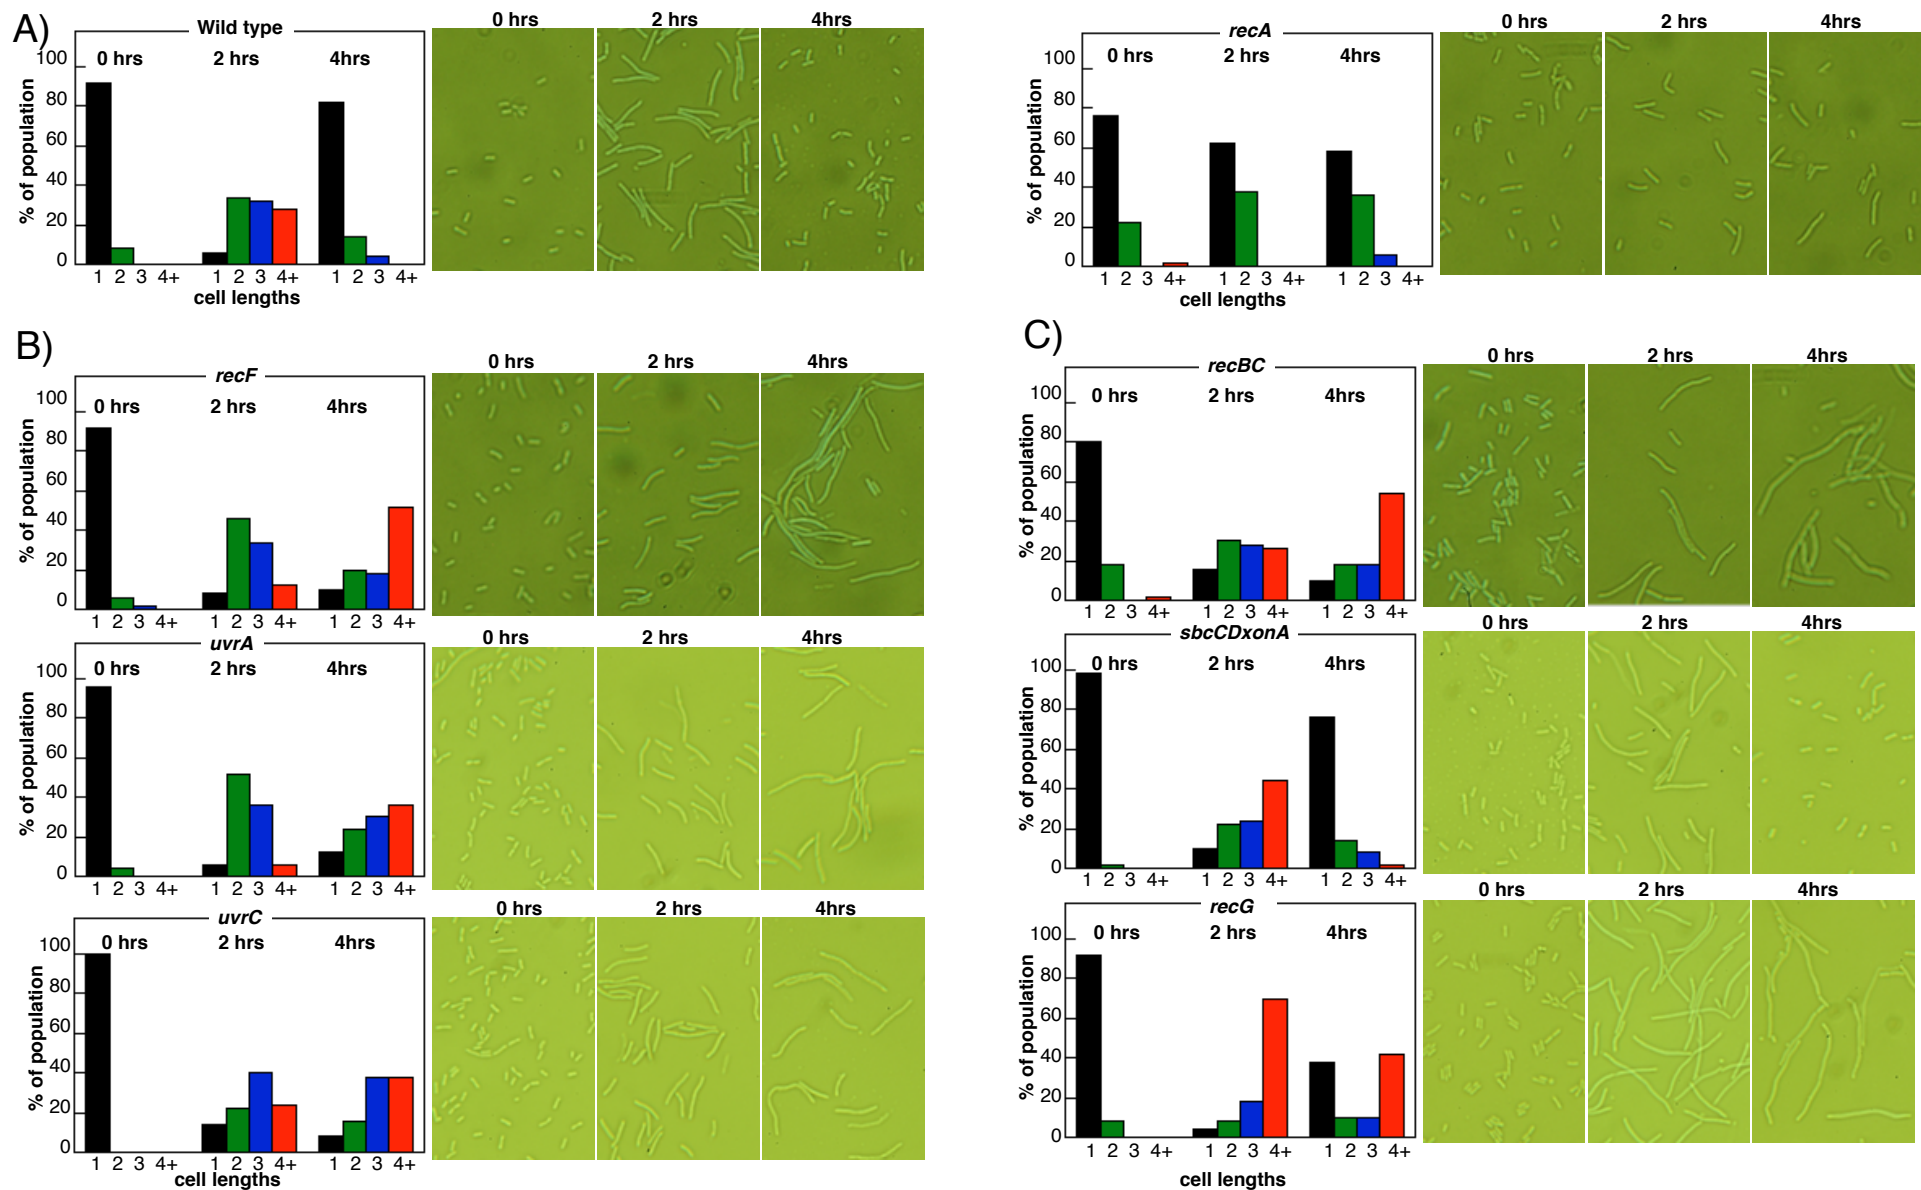 A)
Wild type
0 hrs 2 hrs 4hrs
% of population
100
80
60
40
20
0
1 2 3 4+ 1 2 3 4+ 1 2 3 4+
cell lengths
0 hrs 2 hrs 4hrs
recA
0 hrs 2 hrs 4hrs
% of population
100
80
60
40
20
0
1 2 3 4+ 1 2 3 4+ 1 2 3 4+
cell lengths
0 hrs 2 hrs 4hrs
B)
recF
0 hrs 2 hrs 4hrs
% of population
100
80
60
40
20
0
1 2 3 4+ 1 2 3 4+ 1 2 3 4+
0 hrs 2 hrs 4hrs
uvrA
0 hrs 2 hrs 4hrs
% of population
100
80
60
40
20
0
1 2 3 4+ 1 2 3 4+ 1 2 3 4+
0 hrs 2 hrs 4hrs
uvrC
0 hrs 2 hrs 4hrs
% of population
100
80
60
40
20
0
1 2 3 4+ 1 2 3 4+ 1 2 3 4+
cell lengths
0 hrs 2 hrs 4hrs
C)
recBC
0 hrs 2 hrs 4hrs
% of population
100
80
60
40
20
0
1 2 3 4+ 1 2 3 4+ 1 2 3 4+
0 hrs 2 hrs 4hrs
sbcCDxonA
0 hrs 2 hrs 4hrs
% of population
100
80
60
40
20
0
1 2 3 4+ 1 2 3 4+ 1 2 3 4+
0 hrs 2 hrs 4hrs
recG
0 hrs 2 hrs 4hrs
% of population
100
80
60
40
20
0
1 2 3 4+ 1 2 3 4+ 1 2 3 4+
cell lengths
0 hrs 2 hrs 4hrs